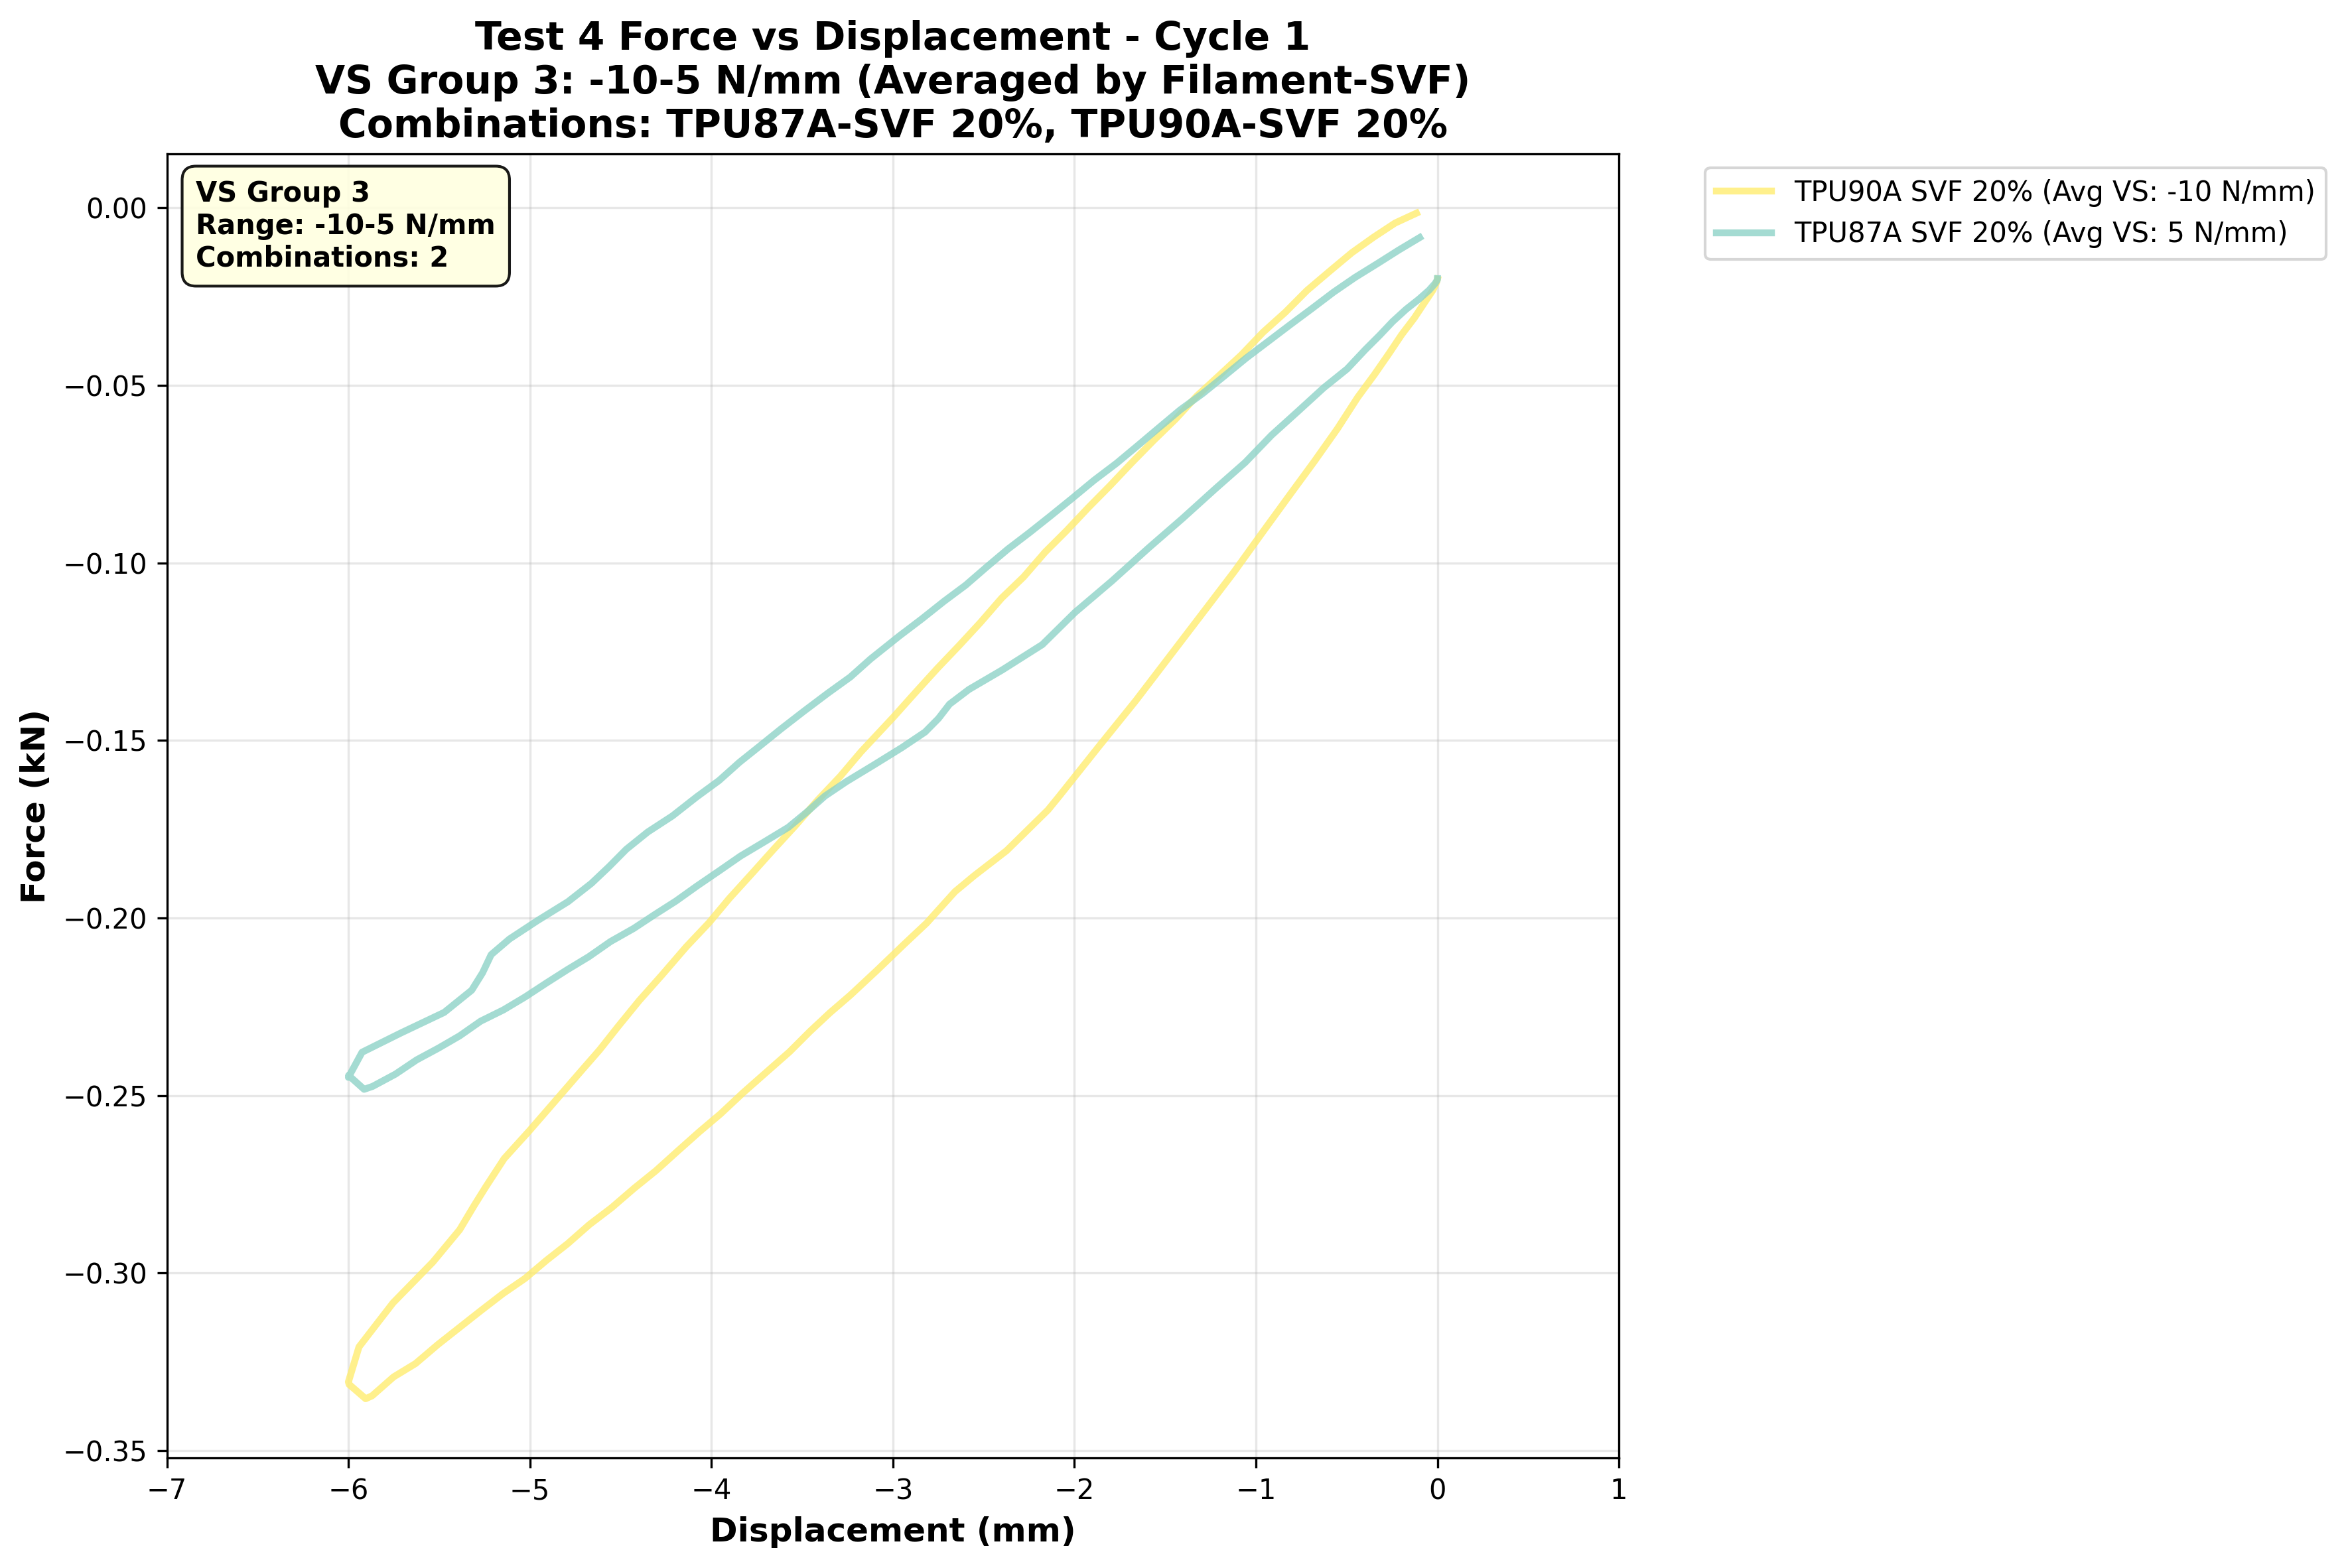 Test 4 Force vs Displacement - Cycle 1
VS Group 3: -10-5 N/mm (Averaged by Filament-SVF)
Combinations: TPU87A-SVF 20%, TPU90A-SVF 20%
VS Group 3
Range: -10-5 N/mm
Combinations: 2
TPU90A SVF 20% (Avg VS: -10 N/mm)
TPU87A SVF 20% (Avg VS: 5 N/mm)
Force (kN)
0.00
−0.05
−0.10
−0.15
−0.20
−0.25
−0.30
−0.35
−7 −6 −5 −4 −3 −2 −1 0 1
Displacement (mm)